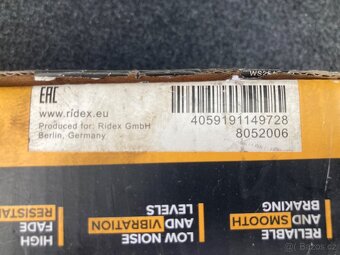 EAC
www.ridex.eu
Produced for: Ridex GmbH
Berlin, Germany
4059191149728
8052006
HIGH
FADE
RESISTA
LOW NOISE
AND VIBRATION
LEVELS
RELIABLE
AND SMOOTH
BRAKING